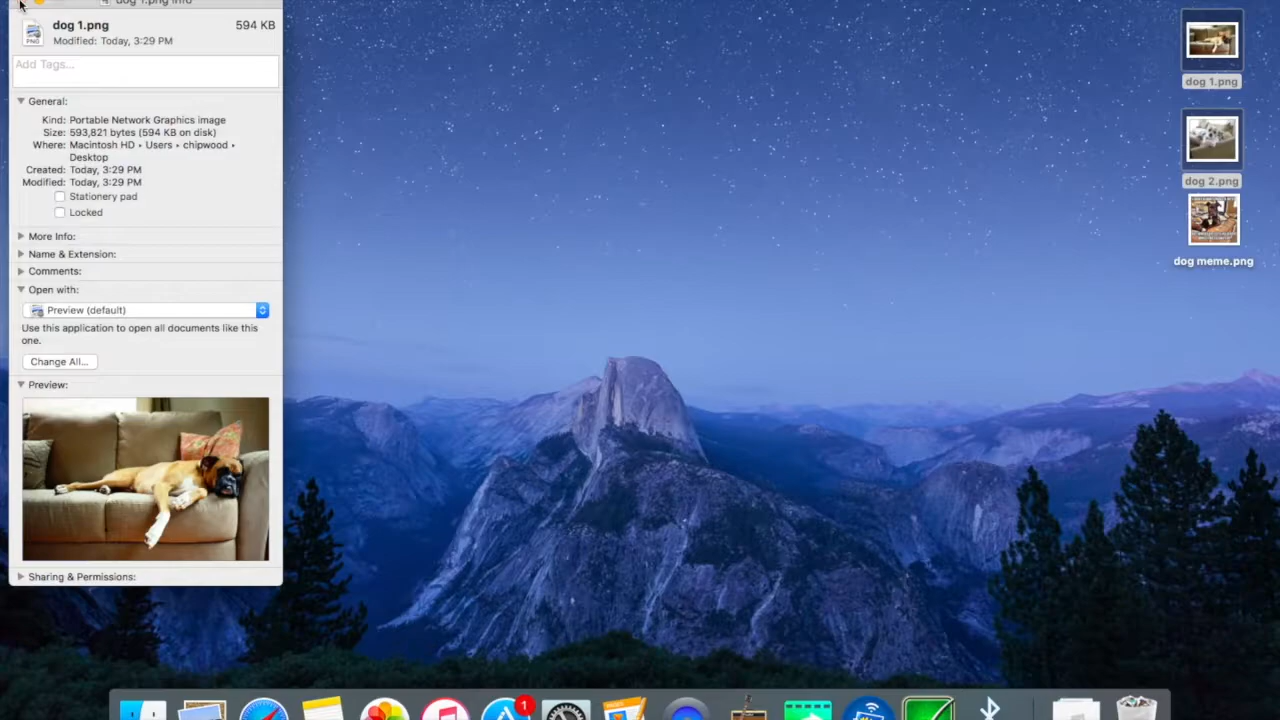 dog 1.png Info
dog 1.png 594 KB
Modified: Today, 3:29 PM
Add Tags...
General:
Kind: Portable Network Graphics image
Size: 593,821 bytes (594 KB on disk)
Where: Macintosh HD • Users • chipwood •
Desktop
Created: Today, 3:29 PM
Modified: Today, 3:29 PM
Stationery pad
Locked
More Info:
Name & Extension:
Comments:
Open with:
Preview (default)
Use this application to open all documents like this
one.
Change All...
Preview:
Sharing & Permissions:
dog 1.png
dog 2.png
dog meme.png
PNG
1